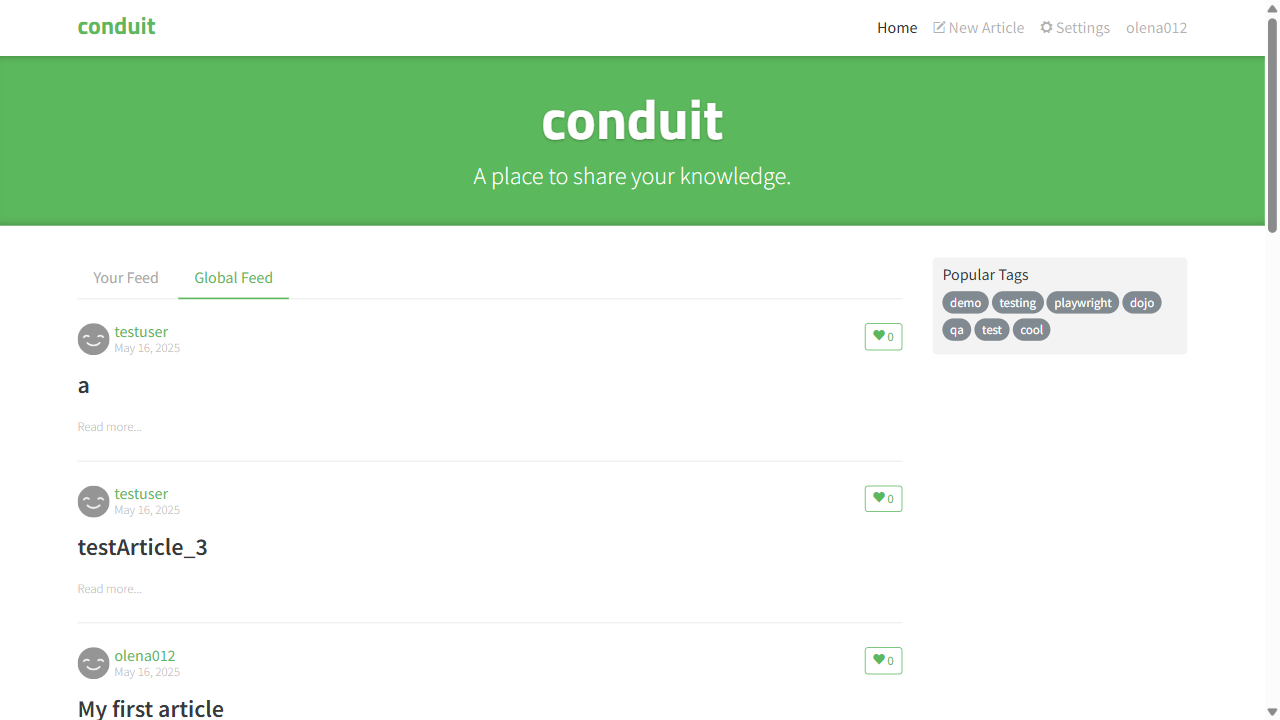 conduit
Home New Article Settings olena012
conduit
A place to share your knowledge.
Your Feed Global Feed
testuser
May 16, 2025
0
a
Read more...
testuser
May 16, 2025
0
testArticle_3
Read more...
olena012
May 16, 2025
0
My first article
Popular Tags
demo testing playwright dojo
qa test cool